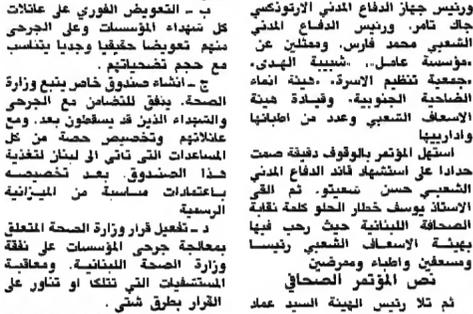 ورئيس جهاز الدفاع المدني الارثوذكسي
جاك تامر، ورئيس الدفاع المدني
الشعبي محمد فارس، وممثلين عن
«مؤسسة عامل»، «شبيبة الهدى»،
«جمعية تنظيم الاسرة»، «هيئة انماء
الضاحية الجنوبية»، وقيادة هيئة
الاسعاف الشعبي وعدد من اطبائها
وادارييها
استهل المؤتمر بالوقوف دقيقة صمت
حدادا على استشهاد قائد الدفاع المدني
الشعبي حسن شعيتو. ثم القى
الاستاذ يوسف خطار الحلو كلمة نقابة
الصحافة اللبنانية حيث رحب فيها
بهيئة الاسعاف الشعبي رئيسا
ومسعفين واطباء وممرضين
نص المؤتمر الصحافي
ثم تلا رئيس الهيئة السيد عماد
ب - التعويض الفوري على عائلات
كل شهداء المؤسسات وعلى الجرحى
منهم تعويضا حقيقيا وجديا يتناسب
مع حجم تضحياتهم.
ج - انشاء صندوق خاص يتبع وزارة
الصحة، ينفق للتضامن مع الجرحى
والشهداء الذين قد يسقطون بعد، ومع
عائلاتهم وتخصيص حصة من كل
المساعدات التي تاتي الى لبنان لتغذية
هذا الصندوق، بعد تخصيصه
باعتمادات مناسبة من الميزانية
الرسمية
د - تفعيل قرار وزارة الصحة المتعلق
بمعالجة جرحى المؤسسات على نفقة
وزارة الصحة اللبنانية، ومعاقبة
المستشفيات التي تتلكا او تناور على
القرار بطرق شتى.